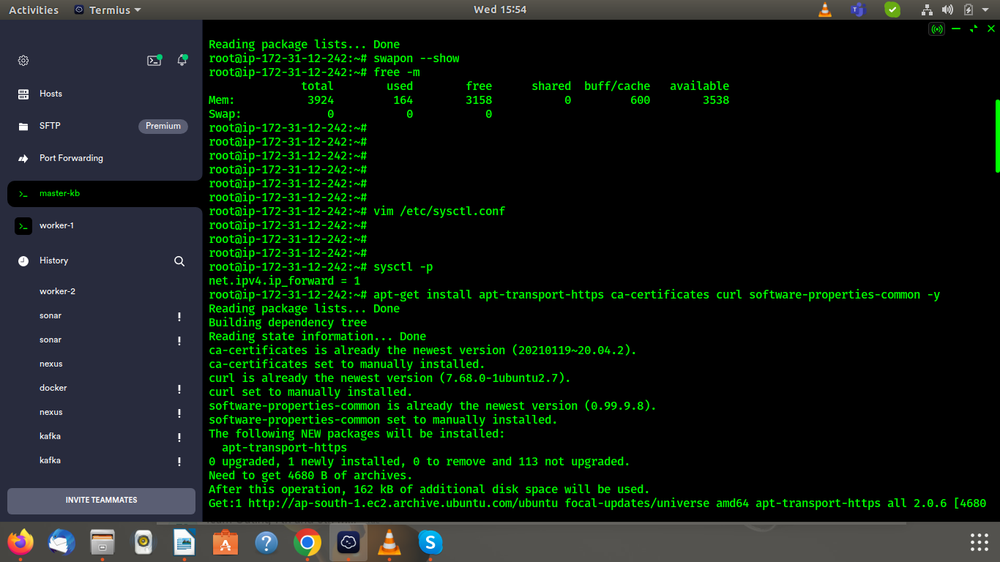 Activities
Termius
Wed 15:54
Hosts
SFTP
Premium
Port Forwarding
master-kb
worker-1
History
worker-2
sonar
!
sonar
!
nexus
docker
!
nexus
!
kafka
!
kafka
!
INVITE TEAMMATES
Reading package lists... Done
root@ip-172-31-12-242:~# swapon --show
root@ip-172-31-12-242:~# free -m
total used free shared buff/cache available
Mem: 3924 164 3158 0 600 3538
Swap: 0 0 0
root@ip-172-31-12-242:~#
root@ip-172-31-12-242:~#
root@ip-172-31-12-242:~#
root@ip-172-31-12-242:~#
root@ip-172-31-12-242:~#
root@ip-172-31-12-242:~#
root@ip-172-31-12-242:~# vim /etc/sysctl.conf
root@ip-172-31-12-242:~#
root@ip-172-31-12-242:~#
root@ip-172-31-12-242:~#
root@ip-172-31-12-242:~# sysctl -p
net.ipv4.ip_forward = 1
root@ip-172-31-12-242:~# apt-get install apt-transport-https ca-certificates curl software-properties-common -y
Reading package lists... Done
Building dependency tree
Reading state information... Done
ca-certificates is already the newest version (20210119~20.04.2).
ca-certificates set to manually installed.
curl is already the newest version (7.68.0-1ubuntu2.7).
curl set to manually installed.
software-properties-common is already the newest version (0.99.9.8).
software-properties-common set to manually installed.
The following NEW packages will be installed:
apt-transport-https
0 upgraded, 1 newly installed, 0 to remove and 113 not upgraded.
Need to get 4680 B of archives.
After this operation, 162 kB of additional disk space will be used.
Get:1 http://ap-south-1.ec2.archive.ubuntu.com/ubuntu focal-updates/universe amd64 apt-transport-https all 2.0.6 [4680